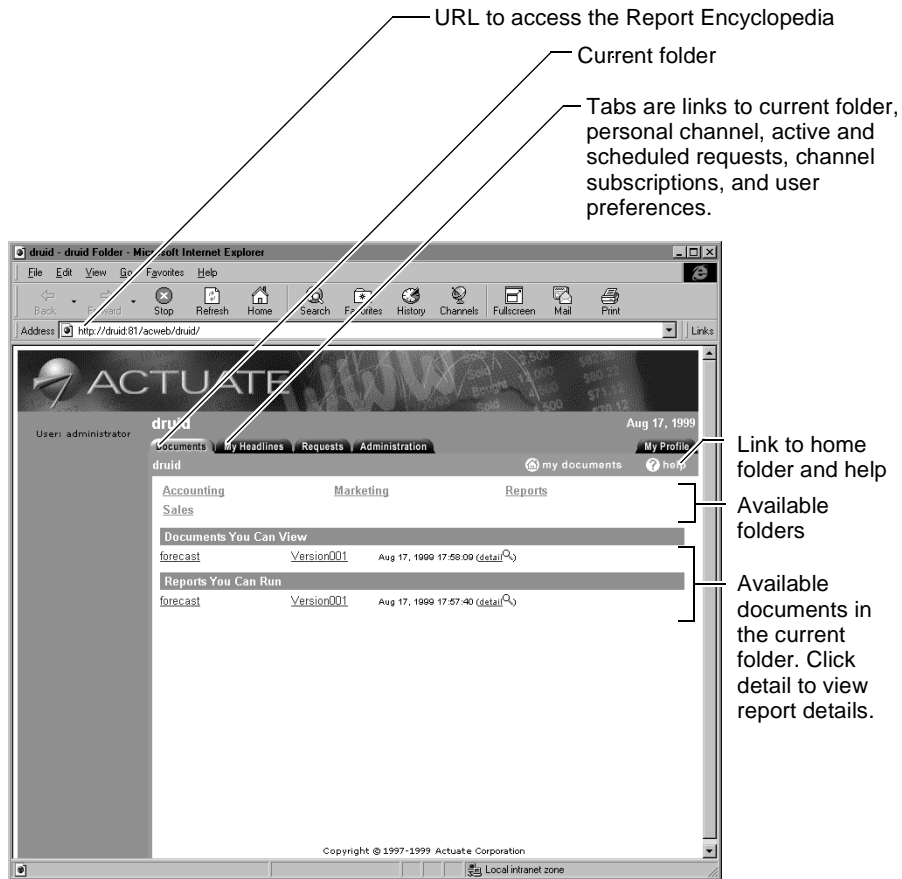 URL to access the Report Encyclopedia
Current folder
Tabs are links to current folder,
personal channel, active and
scheduled requests, channel
subscriptions, and user
preferences.
druid - druid Folder - Microsoft Internet Explorer
File Edit View Go Favorites Help
Back Forward Stop Refresh Home Search Favorites History Channels Fullscreen Mail Print
Address http://druid:81/acweb/druid/ Links
ACTUATE
User: administrator
druid Aug 17, 1999
Documents My Headlines Requests Administration My Profile
druid my documents help
Accounting Marketing Reports
Sales
Documents You Can View
forecast Version001 Aug 17, 1999 17:58:09 (detail)
Reports You Can Run
forecast Version001 Aug 17, 1999 17:57:40 (detail)
Copyright © 1997-1999 Actuate Corporation
Local intranet zone
Link to home
folder and help
Available
folders
Available
documents in
the current
folder. Click
detail to view
report details.